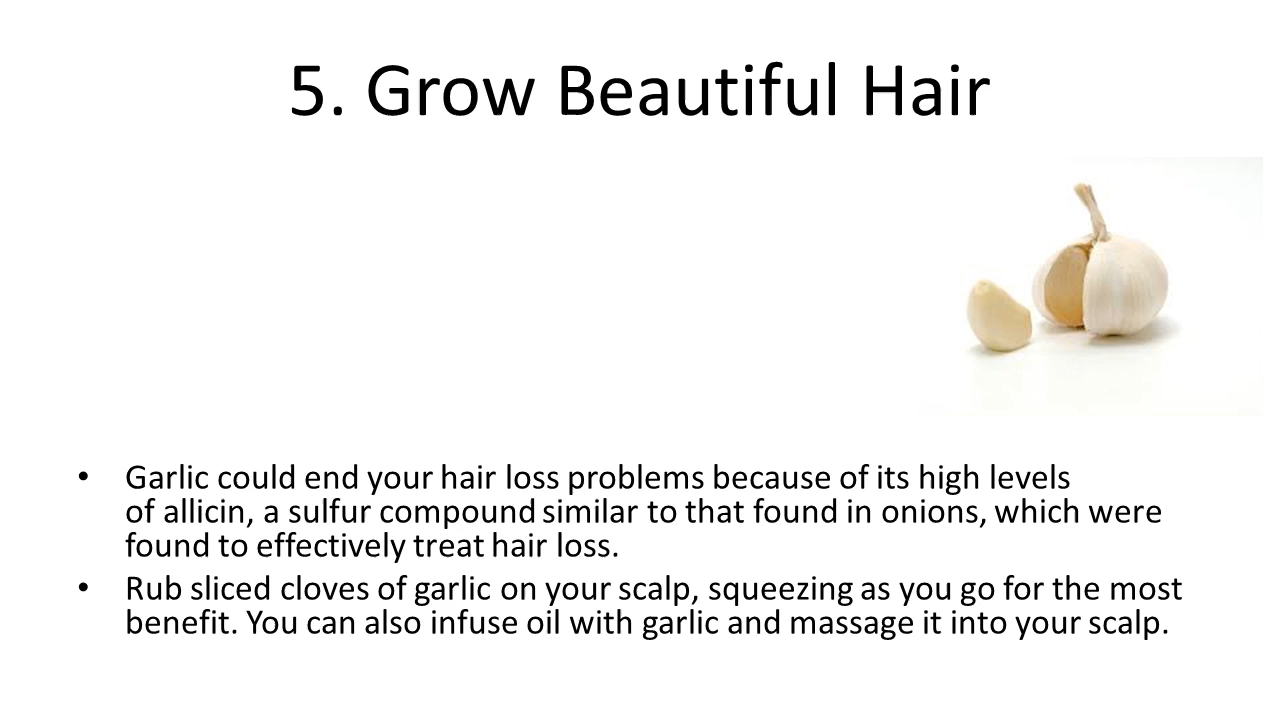 5. Grow Beautiful Hair
• Garlic could end your hair loss problems because of its high levels
of allicin, a sulfur compound similar to that found in onions, which were
found to effectively treat hair loss.
• Rub sliced cloves of garlic on your scalp, squeezing as you go for the most
benefit. You can also infuse oil with garlic and massage it into your scalp.